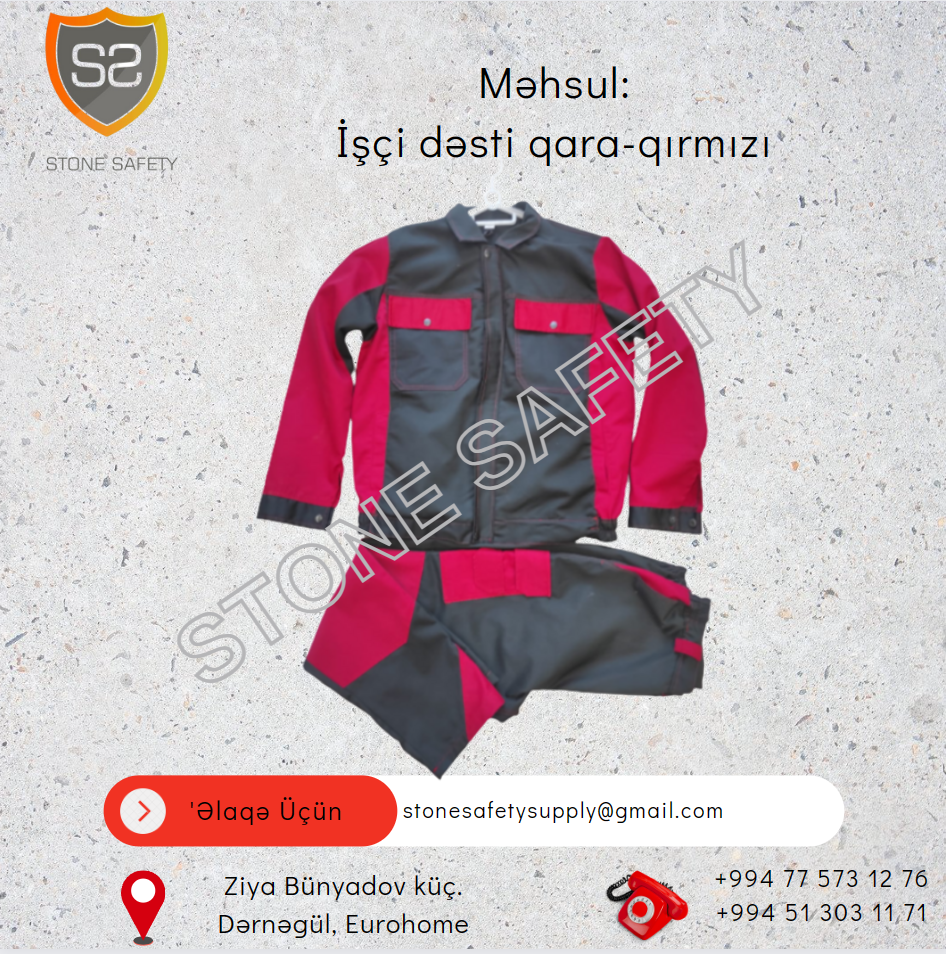 SS
STONE SAFETY
Məhsul:
İşçi dəsti qara-qırmızı
STONE SAFETY
'Əlaqə Üçün
stonesafetysupply@gmail.com
Ziya Bünyadov küç.
Dərnəgül, Eurohome
+994 77 573 12 76
+994 51 303 11 71